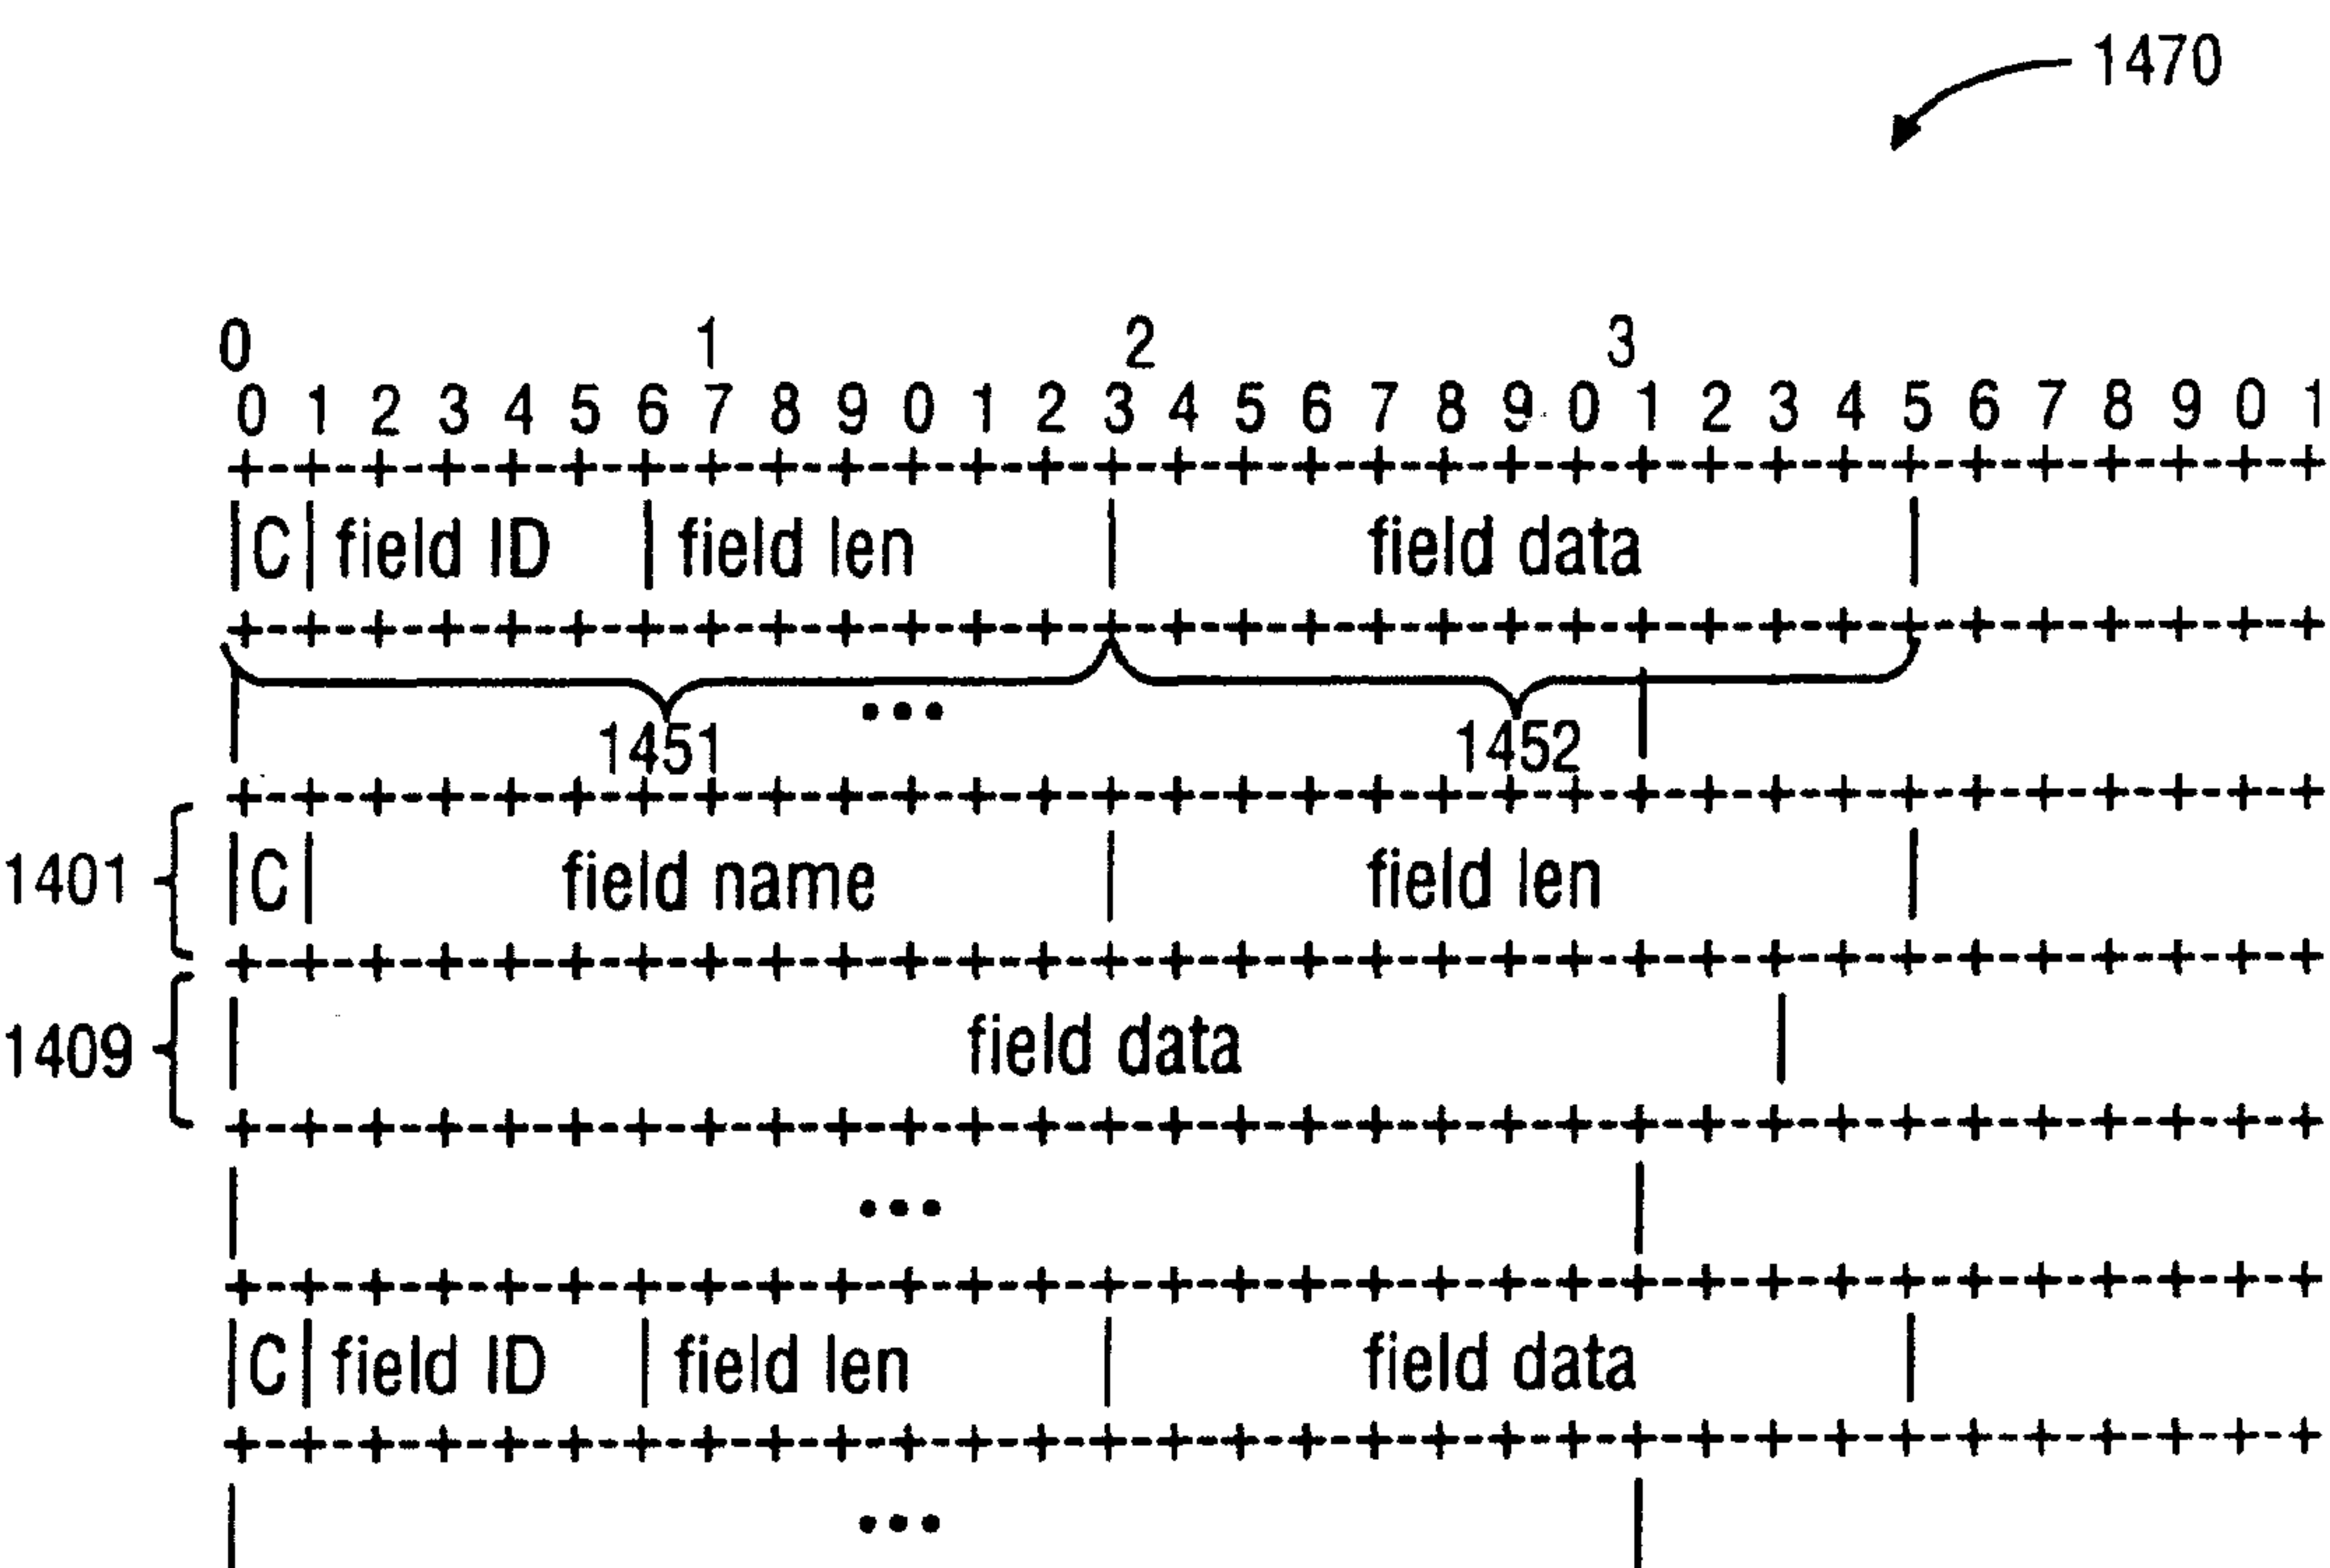 1470
0 1 2 3
0 1 2 3 4 5 6 7 8 9 0 1 2 3 4 5 6 7 8 9 0 1 2 3 4 5 6 7 8 9 0 1
+-+-+-+-+-+-+-+-+-+-+-+-+-+-+-+-+-+-+-+-+-+-+-+-+-+-+-+-+-+-+-+
|C| field ID | field len | field data |
+-+-+-+-+-+-+-+-+-+-+-+-+-+-+-+-+-+-+-+-+-+-+-+-+-+-+-+-+-+-+-+
| ... |
1451 1452
+-+-+-+-+-+-+-+-+-+-+-+-+-+-+-+-+-+-+-+-+-+-+-+-+-+-+-+-+-+-+-+
1401 |C| field name | field len |
+-+-+-+-+-+-+-+-+-+-+-+-+-+-+-+-+-+-+-+-+-+-+-+-+-+-+-+-+-+-+-+
1409 | field data |
+-+-+-+-+-+-+-+-+-+-+-+-+-+-+-+-+-+-+-+-+-+-+-+-+-+-+-+-+-+-+-+
| ... |
+-+-+-+-+-+-+-+-+-+-+-+-+-+-+-+-+-+-+-+-+-+-+-+-+-+-+-+-+-+-+-+
|C| field ID | field len | field data |
+-+-+-+-+-+-+-+-+-+-+-+-+-+-+-+-+-+-+-+-+-+-+-+-+-+-+-+-+-+-+-+
| ... |